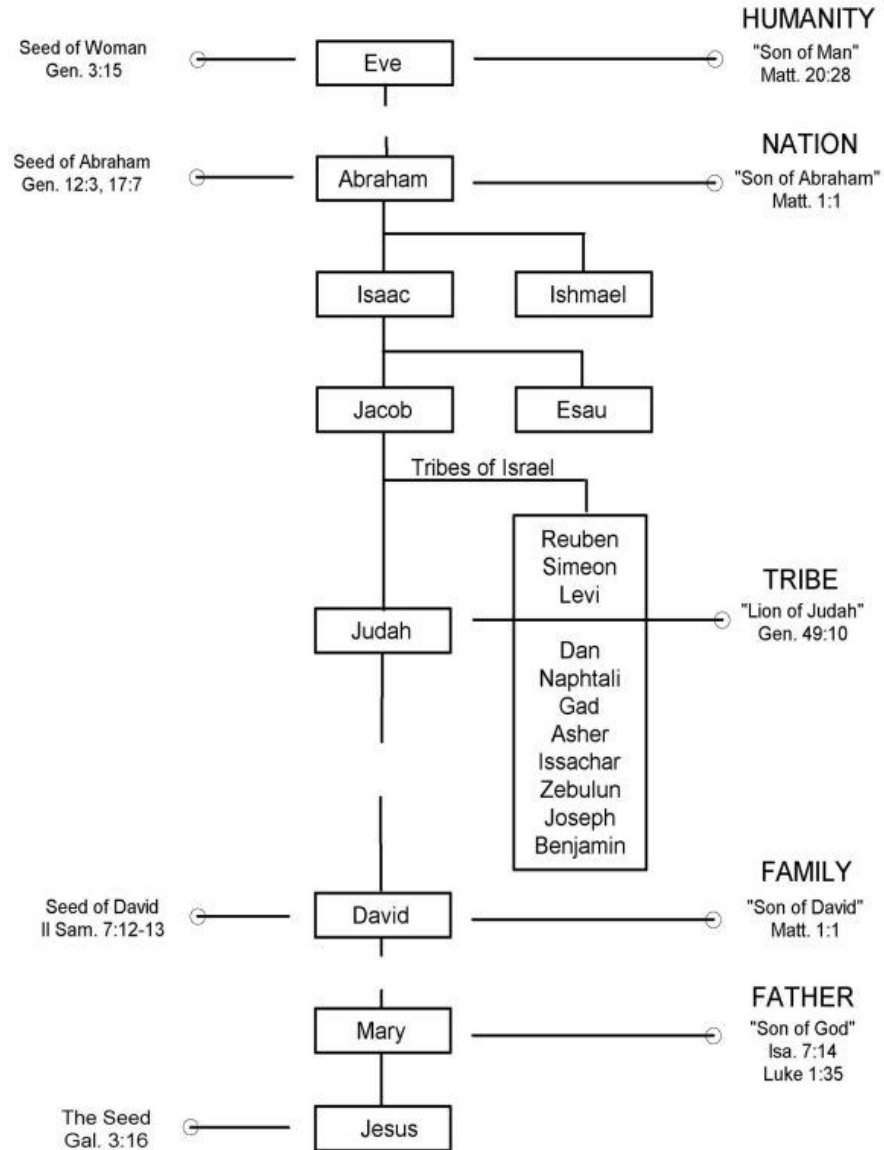 HUMANITY
Seed of Woman
Gen. 3:15
Eve
"Son of Man"
Matt. 20:28
NATION
Seed of Abraham
Gen. 12:3, 17:7
Abraham
"Son of Abraham"
Matt. 1:1
Isaac
Ishmael
Jacob
Esau
Tribes of Israel
Reuben
Simeon
Levi
TRIBE
Judah
"Lion of Judah"
Gen. 49:10
Dan
Naphtali
Gad
Asher
Issachar
Zebulun
Joseph
Benjamin
FAMILY
Seed of David
II Sam. 7:12-13
David
"Son of David"
Matt. 1:1
FATHER
Mary
"Son of God"
Isa. 7:14
Luke 1:35
The Seed
Gal. 3:16
Jesus